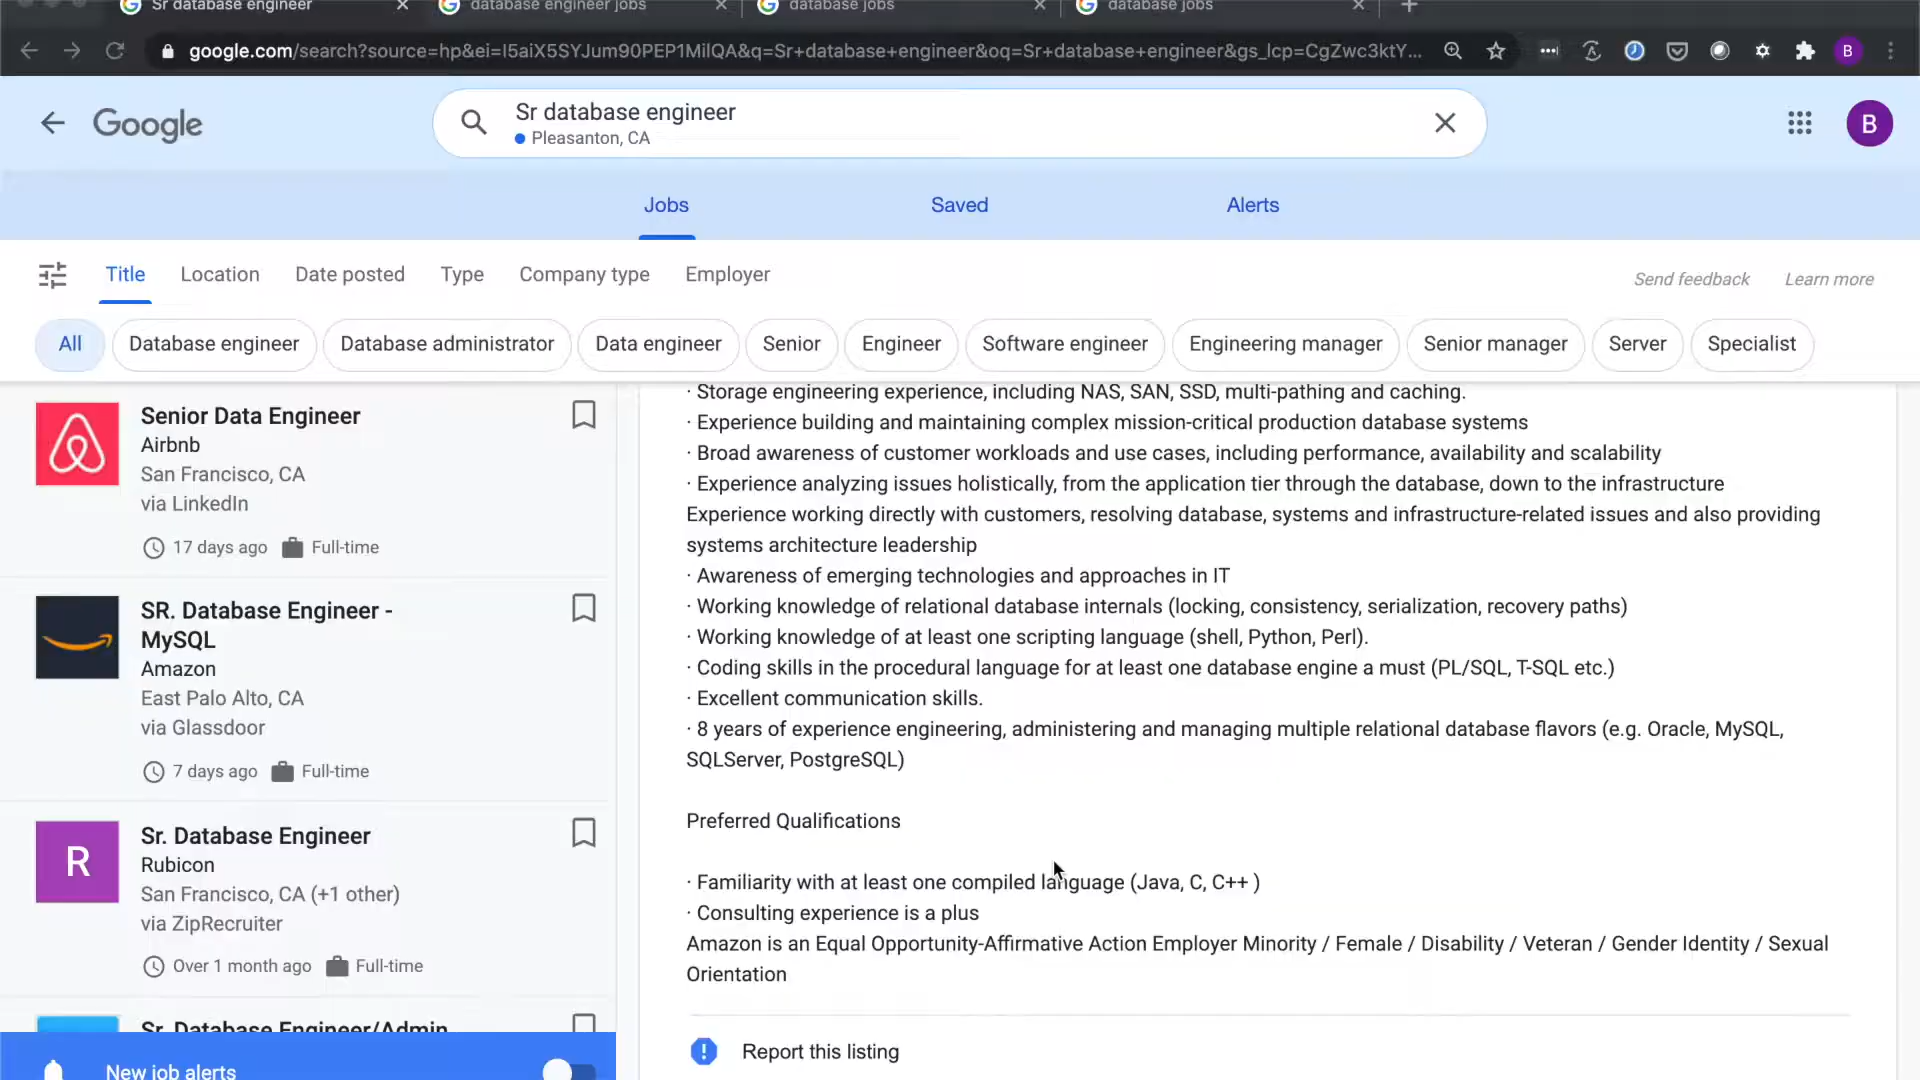 Sr database engineer
database engineer jobs
database jobs
database jobs
google.com/search?source=hp&ei=I5aiX5SYJum90PEP1MilQA&q=Sr+database+engineer&oq=Sr+database+engineer&gs_lcp=CgZwc3ktY...
B
Google
Sr database engineer
Pleasanton, CA
B
Jobs
Saved
Alerts
Title
Location
Date posted
Type
Company type
Employer
Send feedback
Learn more
All
Database engineer
Database administrator
Data engineer
Senior
Engineer
Software engineer
Engineering manager
Senior manager
Server
Specialist
Senior Data Engineer
Airbnb
San Francisco, CA
via LinkedIn
17 days ago
Full-time
SR. Database Engineer -
MySQL
Amazon
East Palo Alto, CA
via Glassdoor
7 days ago
Full-time
R
Sr. Database Engineer
Rubicon
San Francisco, CA (+1 other)
via ZipRecruiter
Over 1 month ago
Full-time
Sr. Database Engineer/Admin
New job alerts
· Storage engineering experience, including NAS, SAN, SSD, multi-pathing and caching.
· Experience building and maintaining complex mission-critical production database systems
· Broad awareness of customer workloads and use cases, including performance, availability and scalability
· Experience analyzing issues holistically, from the application tier through the database, down to the infrastructure
Experience working directly with customers, resolving database, systems and infrastructure-related issues and also providing
systems architecture leadership
· Awareness of emerging technologies and approaches in IT
· Working knowledge of relational database internals (locking, consistency, serialization, recovery paths)
· Working knowledge of at least one scripting language (shell, Python, Perl).
· Coding skills in the procedural language for at least one database engine a must (PL/SQL, T-SQL etc.)
· Excellent communication skills.
· 8 years of experience engineering, administering and managing multiple relational database flavors (e.g. Oracle, MySQL,
SQLServer, PostgreSQL)
Preferred Qualifications
· Familiarity with at least one compiled language (Java, C, C++ )
· Consulting experience is a plus
Amazon is an Equal Opportunity-Affirmative Action Employer Minority / Female / Disability / Veteran / Gender Identity / Sexual
Orientation
Report this listing